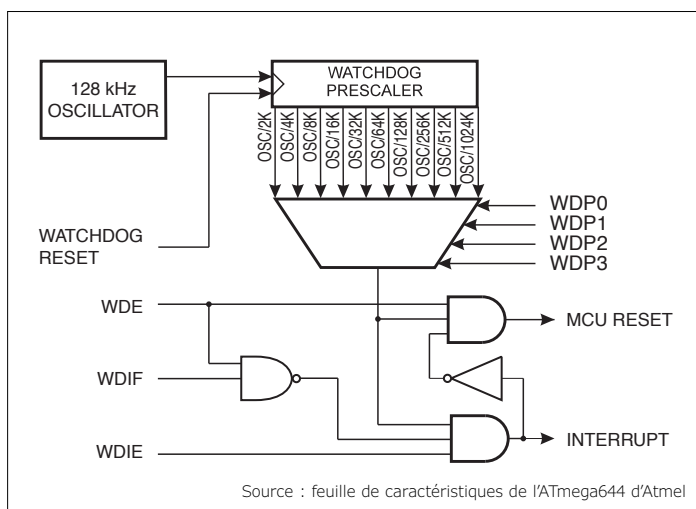 128 kHz
OSCILLATOR
WATCHDOG
PRESCALER
OSC/2K
OSC/4K
OSC/8K
OSC/16K
OSC/32K
OSC/64K
OSC/128K
OSC/256K
OSC/512K
OSC/1024K
WDP0
WDP1
WDP2
WDP3
WATCHDOG
RESET
WDE
MCU RESET
WDIF
WDIE
INTERRUPT
Source : feuille de caractéristiques de l'ATmega644 d'Atmel